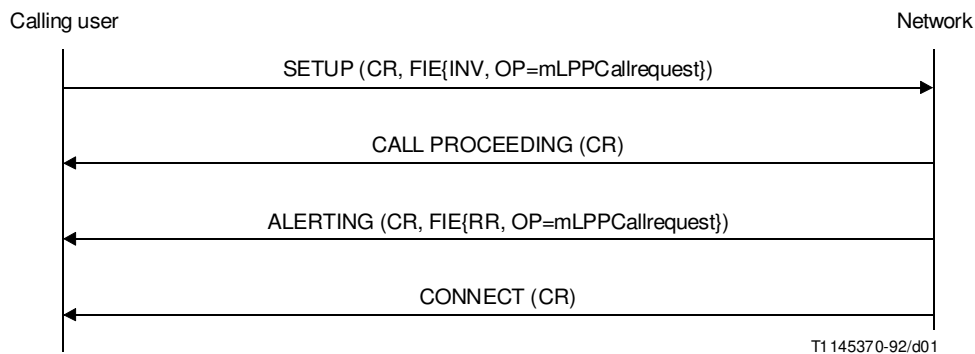 Calling user
Network
SETUP (CR, FIE{INV, OP=mLPPCallrequest})
CALL PROCEEDING (CR)
ALERTING (CR, FIE{RR, OP=mLPPCallrequest})
CONNECT (CR)
T1145370-92/d01